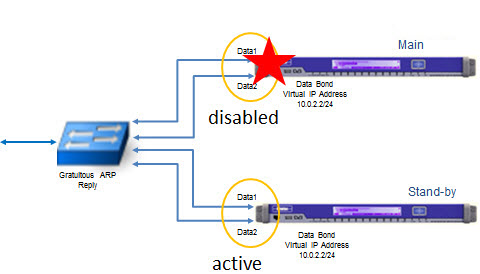 Main
Data1
Data2
Data Bond
Virtual IP Address
10.0.2.2/24
disabled
Gratuitous ARP
Reply
Stand-by
Data1
Data2
Data Bond
Virtual IP Address
10.0.2.2/24
active